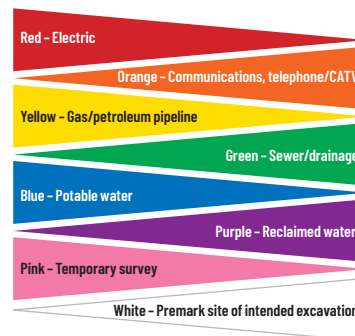 Red – Electric
Orange – Communications, telephone/CATV
Yellow – Gas/petroleum pipeline
Green – Sewer/drainage
Blue – Potable water
Purple – Reclaimed water
Pink – Temporary survey
White – Premark site of intended excavation